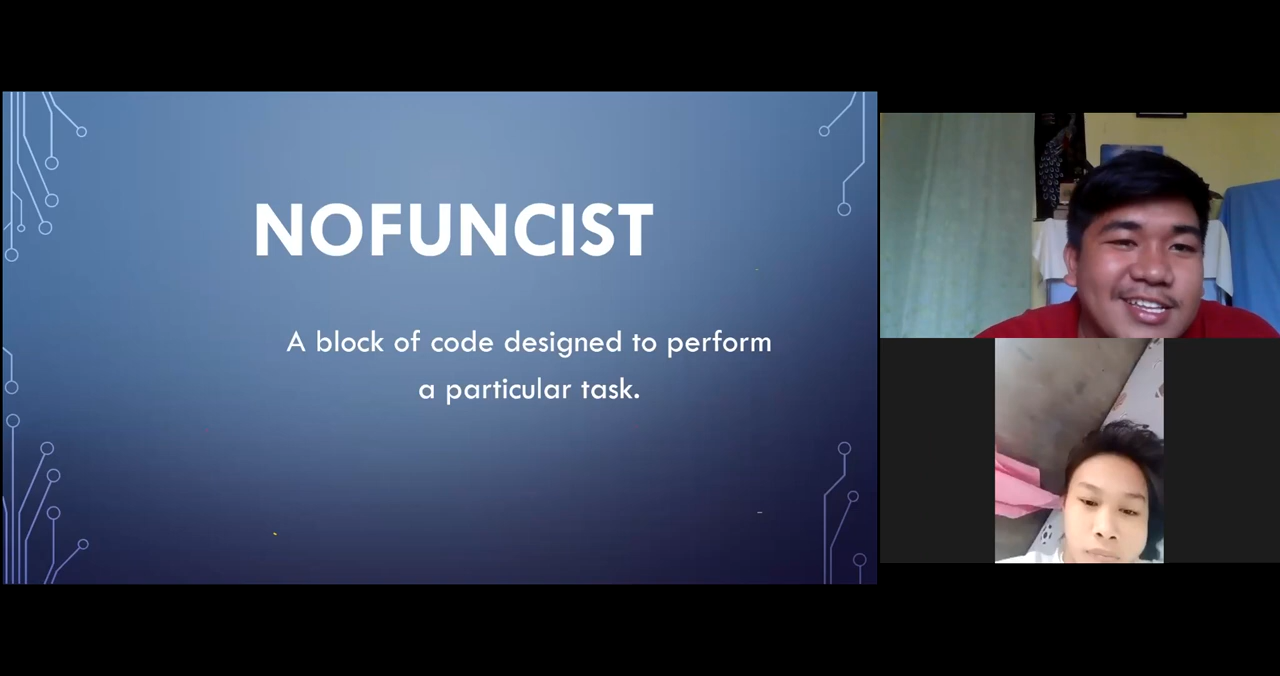 NOFUNCIST
A block of code designed to perform
a particular task.